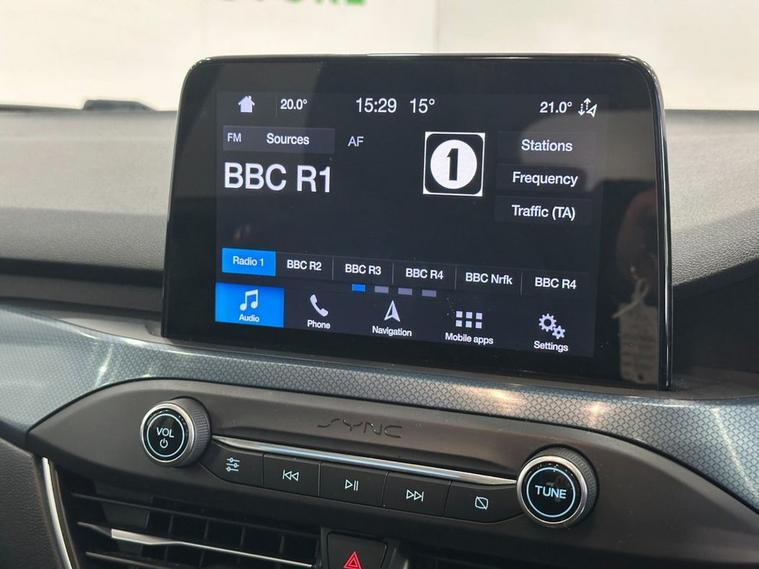 20.0° 15:29 15° 21.0°
FM Sources AF
BBC R1
1
Stations
Frequency
Traffic (TA)
Radio 1 BBC R2 BBC R3 BBC R4 BBC Nrfk BBC R4
Audio Phone Navigation Mobile apps Settings
SYNC
VOL
TUNE